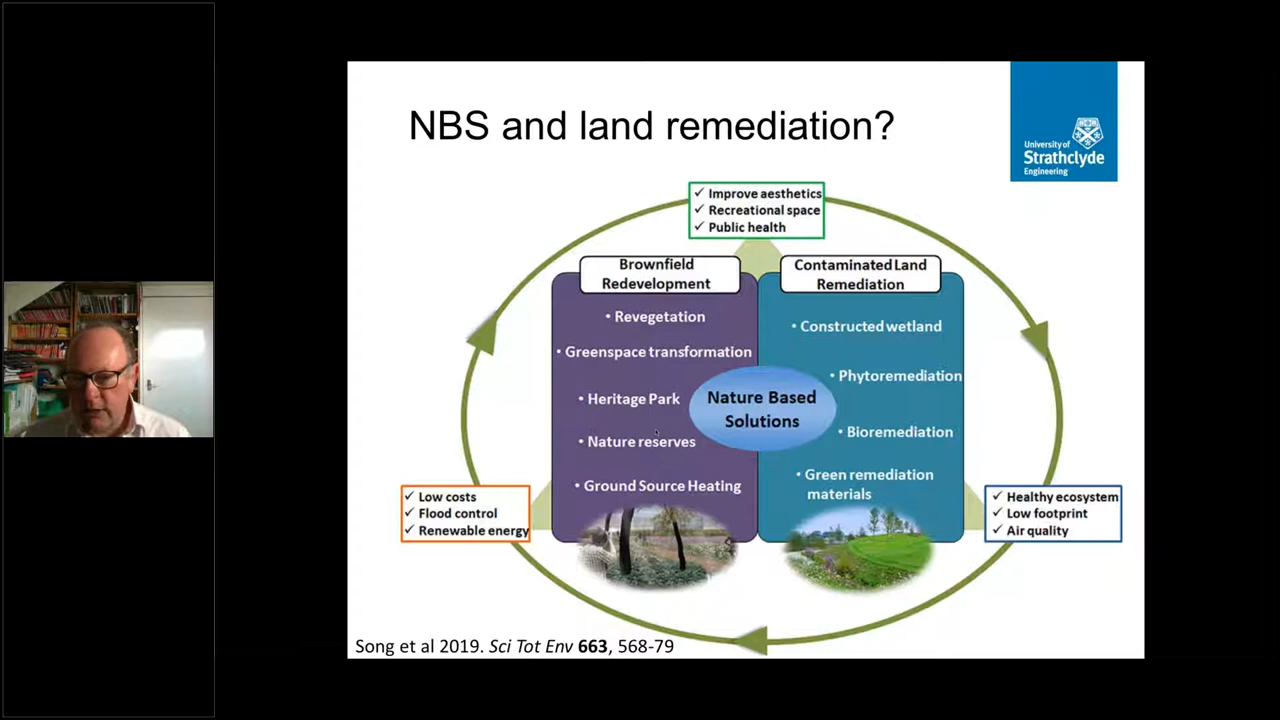 NBS and land remediation?
University of
Strathclyde
Engineering
✓ Improve aesthetics
✓ Recreational space
✓ Public health
Brownfield
Redevelopment
• Revegetation
• Greenspace transformation
• Heritage Park
• Nature reserves
• Ground Source Heating
Contaminated Land
Remediation
• Constructed wetland
• Phytoremediation
• Bioremediation
• Green remediation
materials
Nature Based
Solutions
✓ Low costs
✓ Flood control
✓ Renewable energy
✓ Healthy ecosystem
✓ Low footprint
✓ Air quality
Song et al 2019. Sci Tot Env 663, 568-79